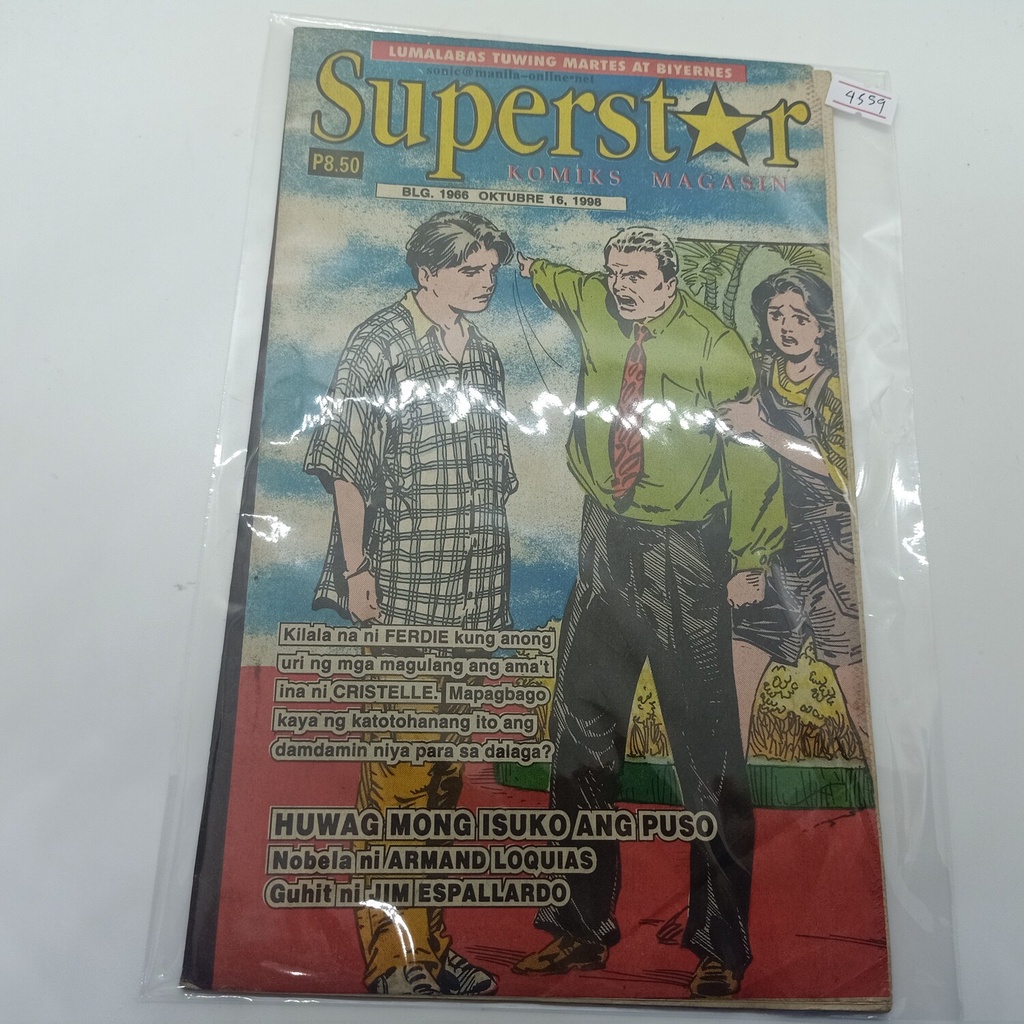 LUMALABAS TUWING MARTES AT BIYERNES
sonic@manila-online-net
Superstar
P8.50
KOMIKS MAGASIN
BLG. 1966 OKTUBRE 16, 1998
4559
Kilala na ni FERDIE kung anong
uri ng mga magulang ang ama't
ina ni CRISTELLE. Mapagbago
kaya ng katotohanang ito ang
damdamin niya para sa dalaga?
HUWAG MONG ISUKO ANG PUSO
Nobela ni ARMAND LOQUIAS
Guhit ni JIM ESPALLARDO